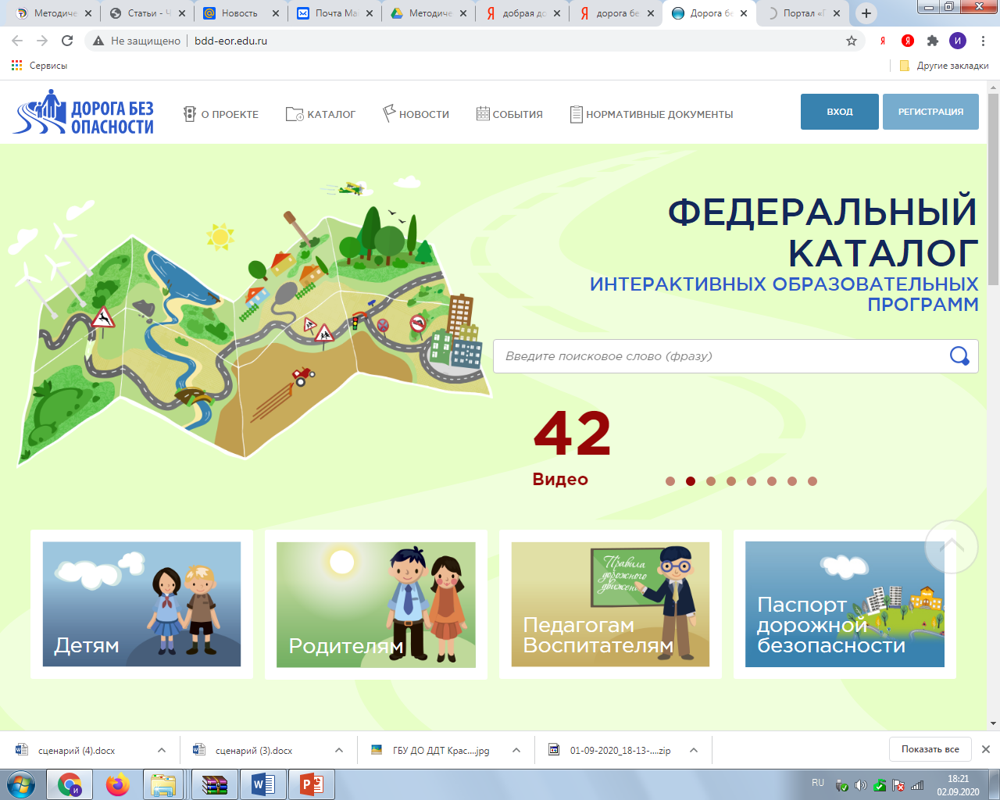 Методиче
Статьи - Ч
Новость
Почта Ma
Методиче
добрая до
дорога бе
Дорога бе
Портал «Г
Не защищено
bdd-eor.edu.ru
Сервисы
Другие закладки
ДОРОГА БЕЗ
ОПАСНОСТИ
О ПРОЕКТЕ
КАТАЛОГ
НОВОСТИ
СОБЫТИЯ
НОРМАТИВНЫЕ ДОКУМЕНТЫ
ВХОД
РЕГИСТРАЦИЯ
ФЕДЕРАЛЬНЫЙ
КАТАЛОГ
ИНТЕРАКТИВНЫХ ОБРАЗОВАТЕЛЬНЫХ
ПРОГРАММ
Введите поисковое слово (фразу)
42
Видео
Детям
Родителям
Правила
дорожного
движени
Педагогам
Воспитателям
Паспорт
дорожной
безопасности
сценарий (4).docx
сценарий (3).docx
ГБУ ДО ДДТ Крас....jpg
01-09-2020_18-13-....zip
Показать все
RU
18:21
02.09.2020